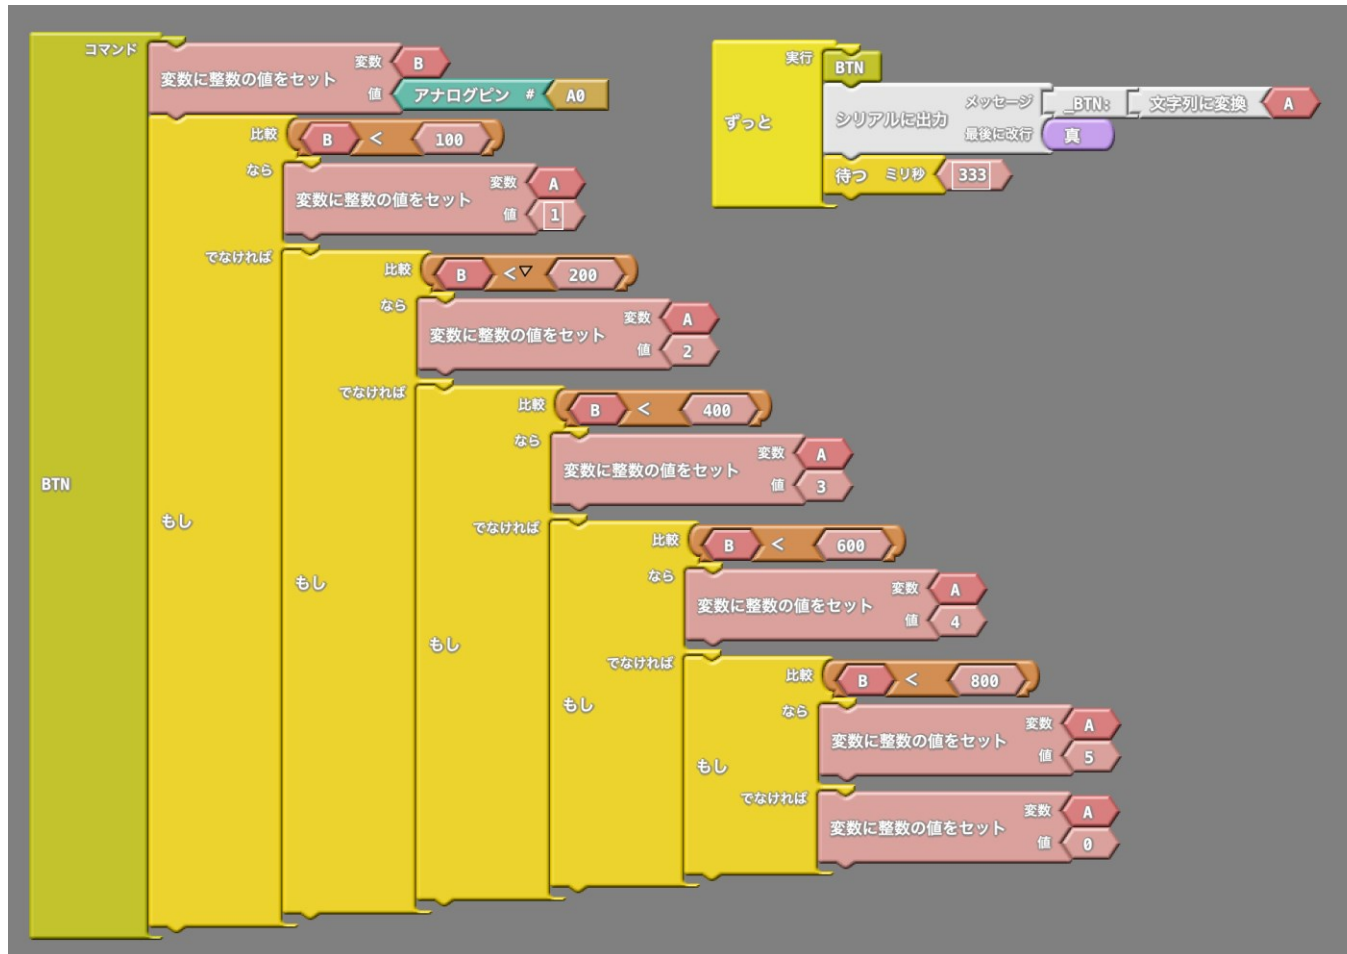 コマンド
変数に整数の値をセット 変数 B
値 アナログピン # A0
比較 B < 100
なら
変数に整数の値をセット 変数 A
値 1
でなければ
比較 B < 200
なら
変数に整数の値をセット 変数 A
値 2
でなければ
比較 B < 400
なら
変数に整数の値をセット 変数 A
値 3
でなければ
比較 B < 600
なら
変数に整数の値をセット 変数 A
値 4
でなければ
比較 B < 800
なら
変数に整数の値をセット 変数 A
値 5
でなければ
変数に整数の値をセット 変数 A
値 0
BTN
もし
もし
もし
もし
もし
ずっと
実行
BTN
シリアルに出力 メッセージ _BTN: 文字列に変換 A
最後に改行 真
待つ ミリ秒 333